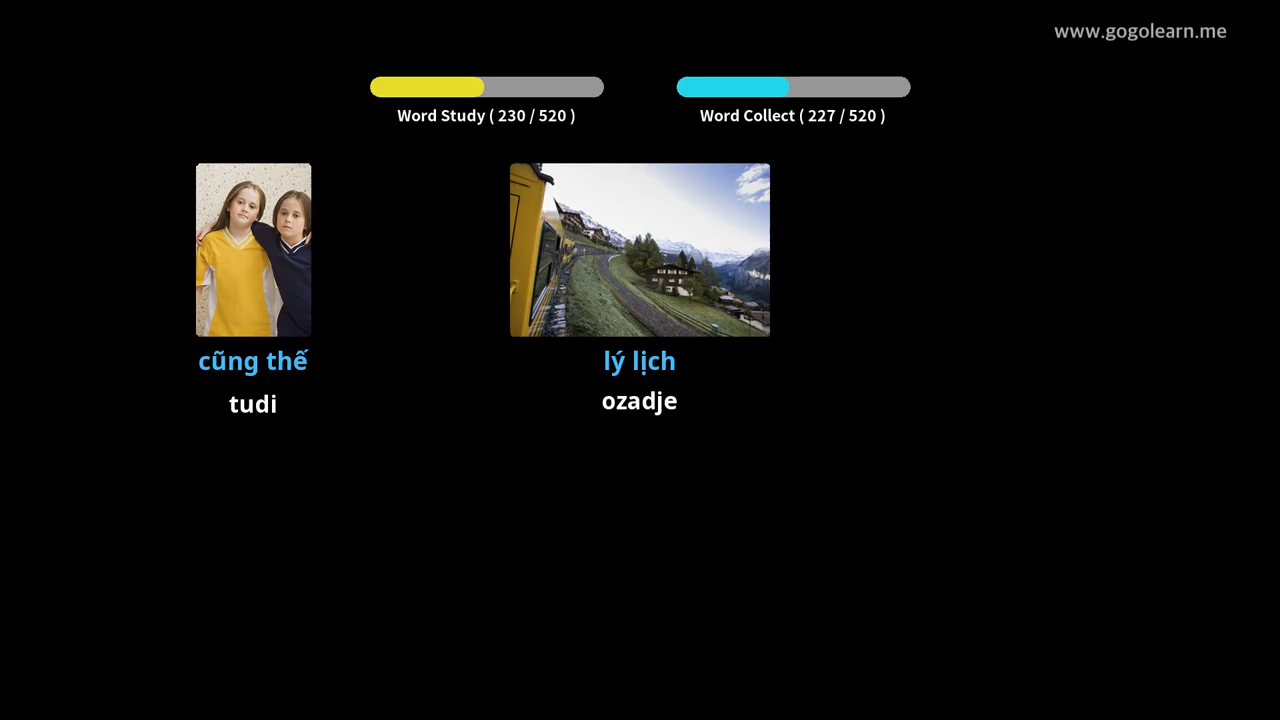 www.gogolearn.me
Word Study ( 230 / 520 )
Word Collect ( 227 / 520 )
cũng thế
lý lịch
tudi
ozadje